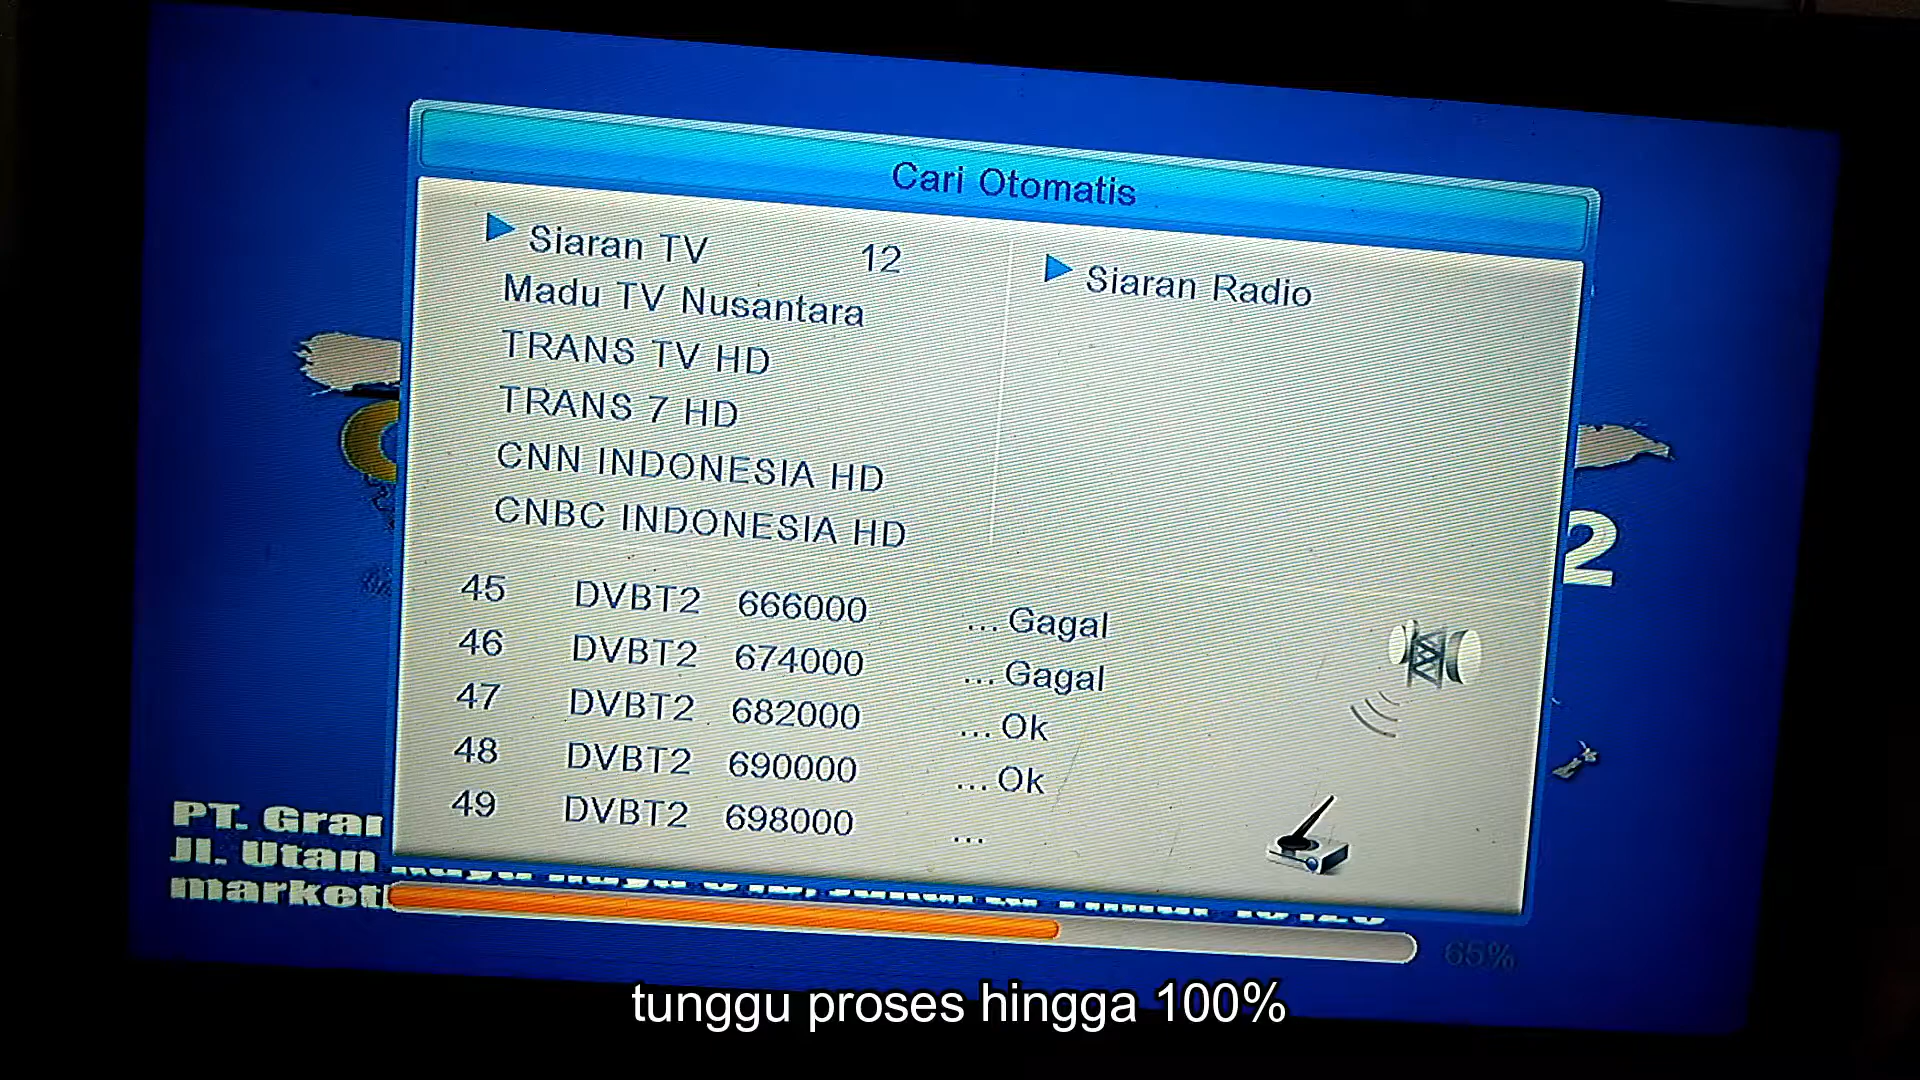 Cari Otomatis
Siaran TV 12
Madu TV Nusantara
TRANS TV HD
TRANS 7 HD
CNN INDONESIA HD
CNBC INDONESIA HD
Siaran Radio
45 DVBT2 666000 ... Gagal
46 DVBT2 674000 ... Gagal
47 DVBT2 682000 ... Ok
48 DVBT2 690000 ... Ok
49 DVBT2 698000 ...
2
PT.
Jl. Utan
65%
tunggu proses hingga 100%